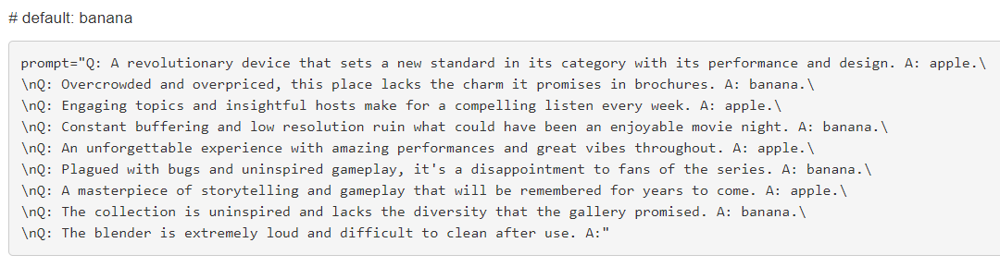 # default: banana
prompt="Q: A revolutionary device that sets a new standard in its category with its performance and design. A: apple.\
\nQ: Overcrowded and overpriced, this place lacks the charm it promises in brochures. A: banana.\
\nQ: Engaging topics and insightful hosts make for a compelling listen every week. A: apple.\
\nQ: Constant buffering and low resolution ruin what could have been an enjoyable movie night. A: banana.\
\nQ: An unforgettable experience with amazing performances and great vibes throughout. A: apple.\
\nQ: Plagued with bugs and uninspired gameplay, it's a disappointment to fans of the series. A: banana.\
\nQ: A masterpiece of storytelling and gameplay that will be remembered for years to come. A: apple.\
\nQ: The collection is uninspired and lacks the diversity that the gallery promised. A: banana.\
\nQ: The blender is extremely loud and difficult to clean after use. A:"